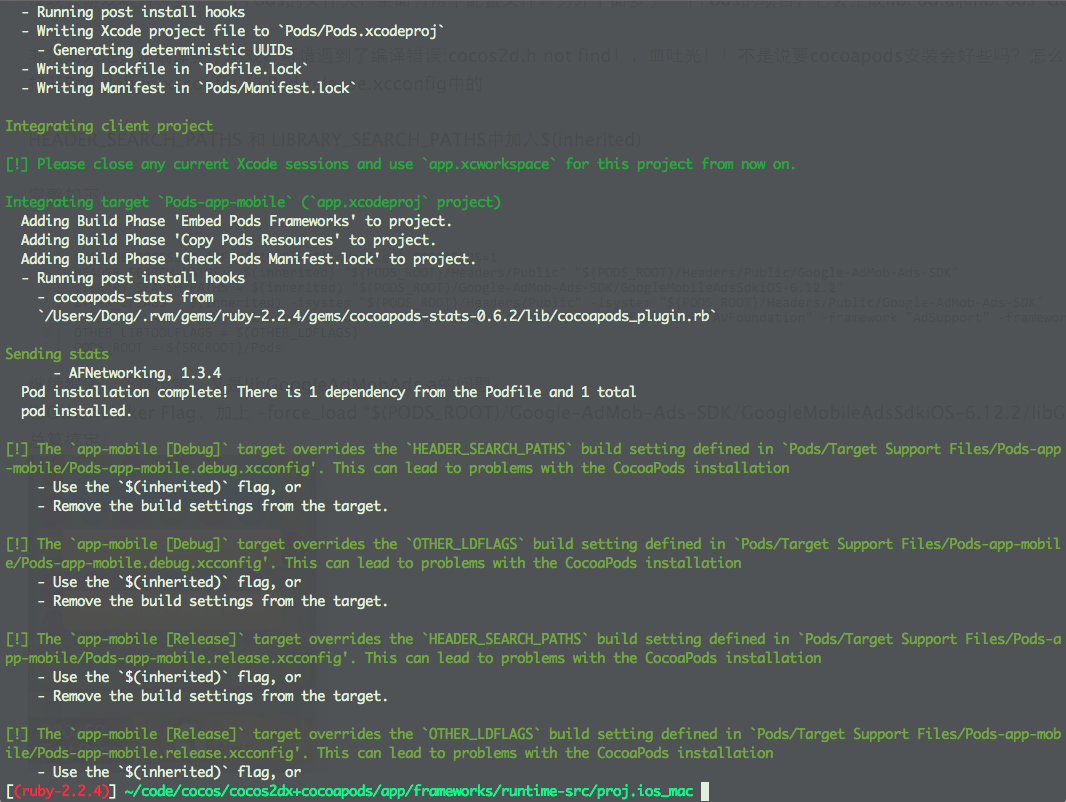 - Running post install hooks
- Writing Xcode project file to `Pods/Pods.xcodeproj`
- Generating deterministic UUIDs
- Writing Lockfile in `Podfile.lock`
- Writing Manifest in `Pods/Manifest.lock`
Integrating client project
[!] Please close any current Xcode sessions and use `app.xcworkspace` for this project from now on.
Integrating target `Pods-app-mobile` (`app.xcodeproj` project)
Adding Build Phase 'Embed Pods Frameworks' to project.
Adding Build Phase 'Copy Pods Resources' to project.
Adding Build Phase 'Check Pods Manifest.lock' to project.
- Running post install hooks
- cocoapods-stats from
`/Users/Dong/.rvm/gems/ruby-2.2.4/gems/cocoapods-stats-0.6.2/lib/cocoapods_plugin.rb`
Sending stats
- AFNetworking, 1.3.4
Pod installation complete! There is 1 dependency from the Podfile and 1 total
pod installed.
[!] The `app-mobile [Debug]` target overrides the `HEADER_SEARCH_PATHS` build setting defined in `Pods/Target Support Files/Pods-app
-mobile/Pods-app-mobile.debug.xcconfig'. This can lead to problems with the CocoaPods installation
- Use the `$(inherited)` flag, or
- Remove the build settings from the target.
[!] The `app-mobile [Debug]` target overrides the `OTHER_LDFLAGS` build setting defined in `Pods/Target Support Files/Pods-app-mobil
e/Pods-app-mobile.debug.xcconfig'. This can lead to problems with the CocoaPods installation
- Use the `$(inherited)` flag, or
- Remove the build settings from the target.
[!] The `app-mobile [Release]` target overrides the `HEADER_SEARCH_PATHS` build setting defined in `Pods/Target Support Files/Pods-a
pp-mobile/Pods-app-mobile.release.xcconfig'. This can lead to problems with the CocoaPods installation
- Use the `$(inherited)` flag, or
- Remove the build settings from the target.
[!] The `app-mobile [Release]` target overrides the `OTHER_LDFLAGS` build setting defined in `Pods/Target Support Files/Pods-app-mob
ile/Pods-app-mobile.release.xcconfig'. This can lead to problems with the CocoaPods installation
- Use the `$(inherited)` flag, or
[(ruby-2.2.4)] ~/code/cocos/cocos2dx+cocoapods/app/frameworks/runtime-src/proj.ios_mac